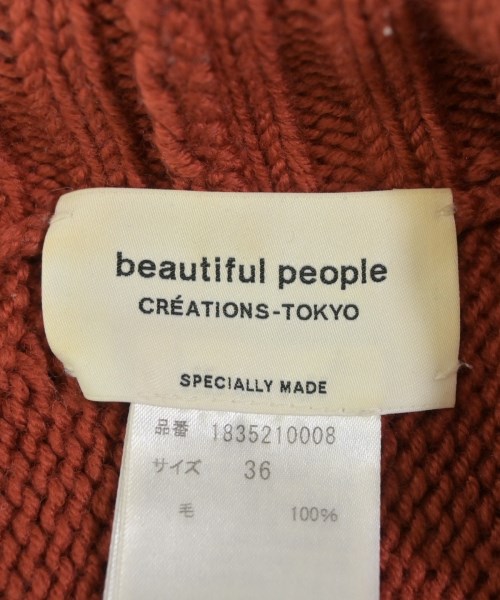 beautiful people
CRÉATIONS-TOKYO
SPECIALLY MADE
品番 1835210008
サイズ 36
毛 100%